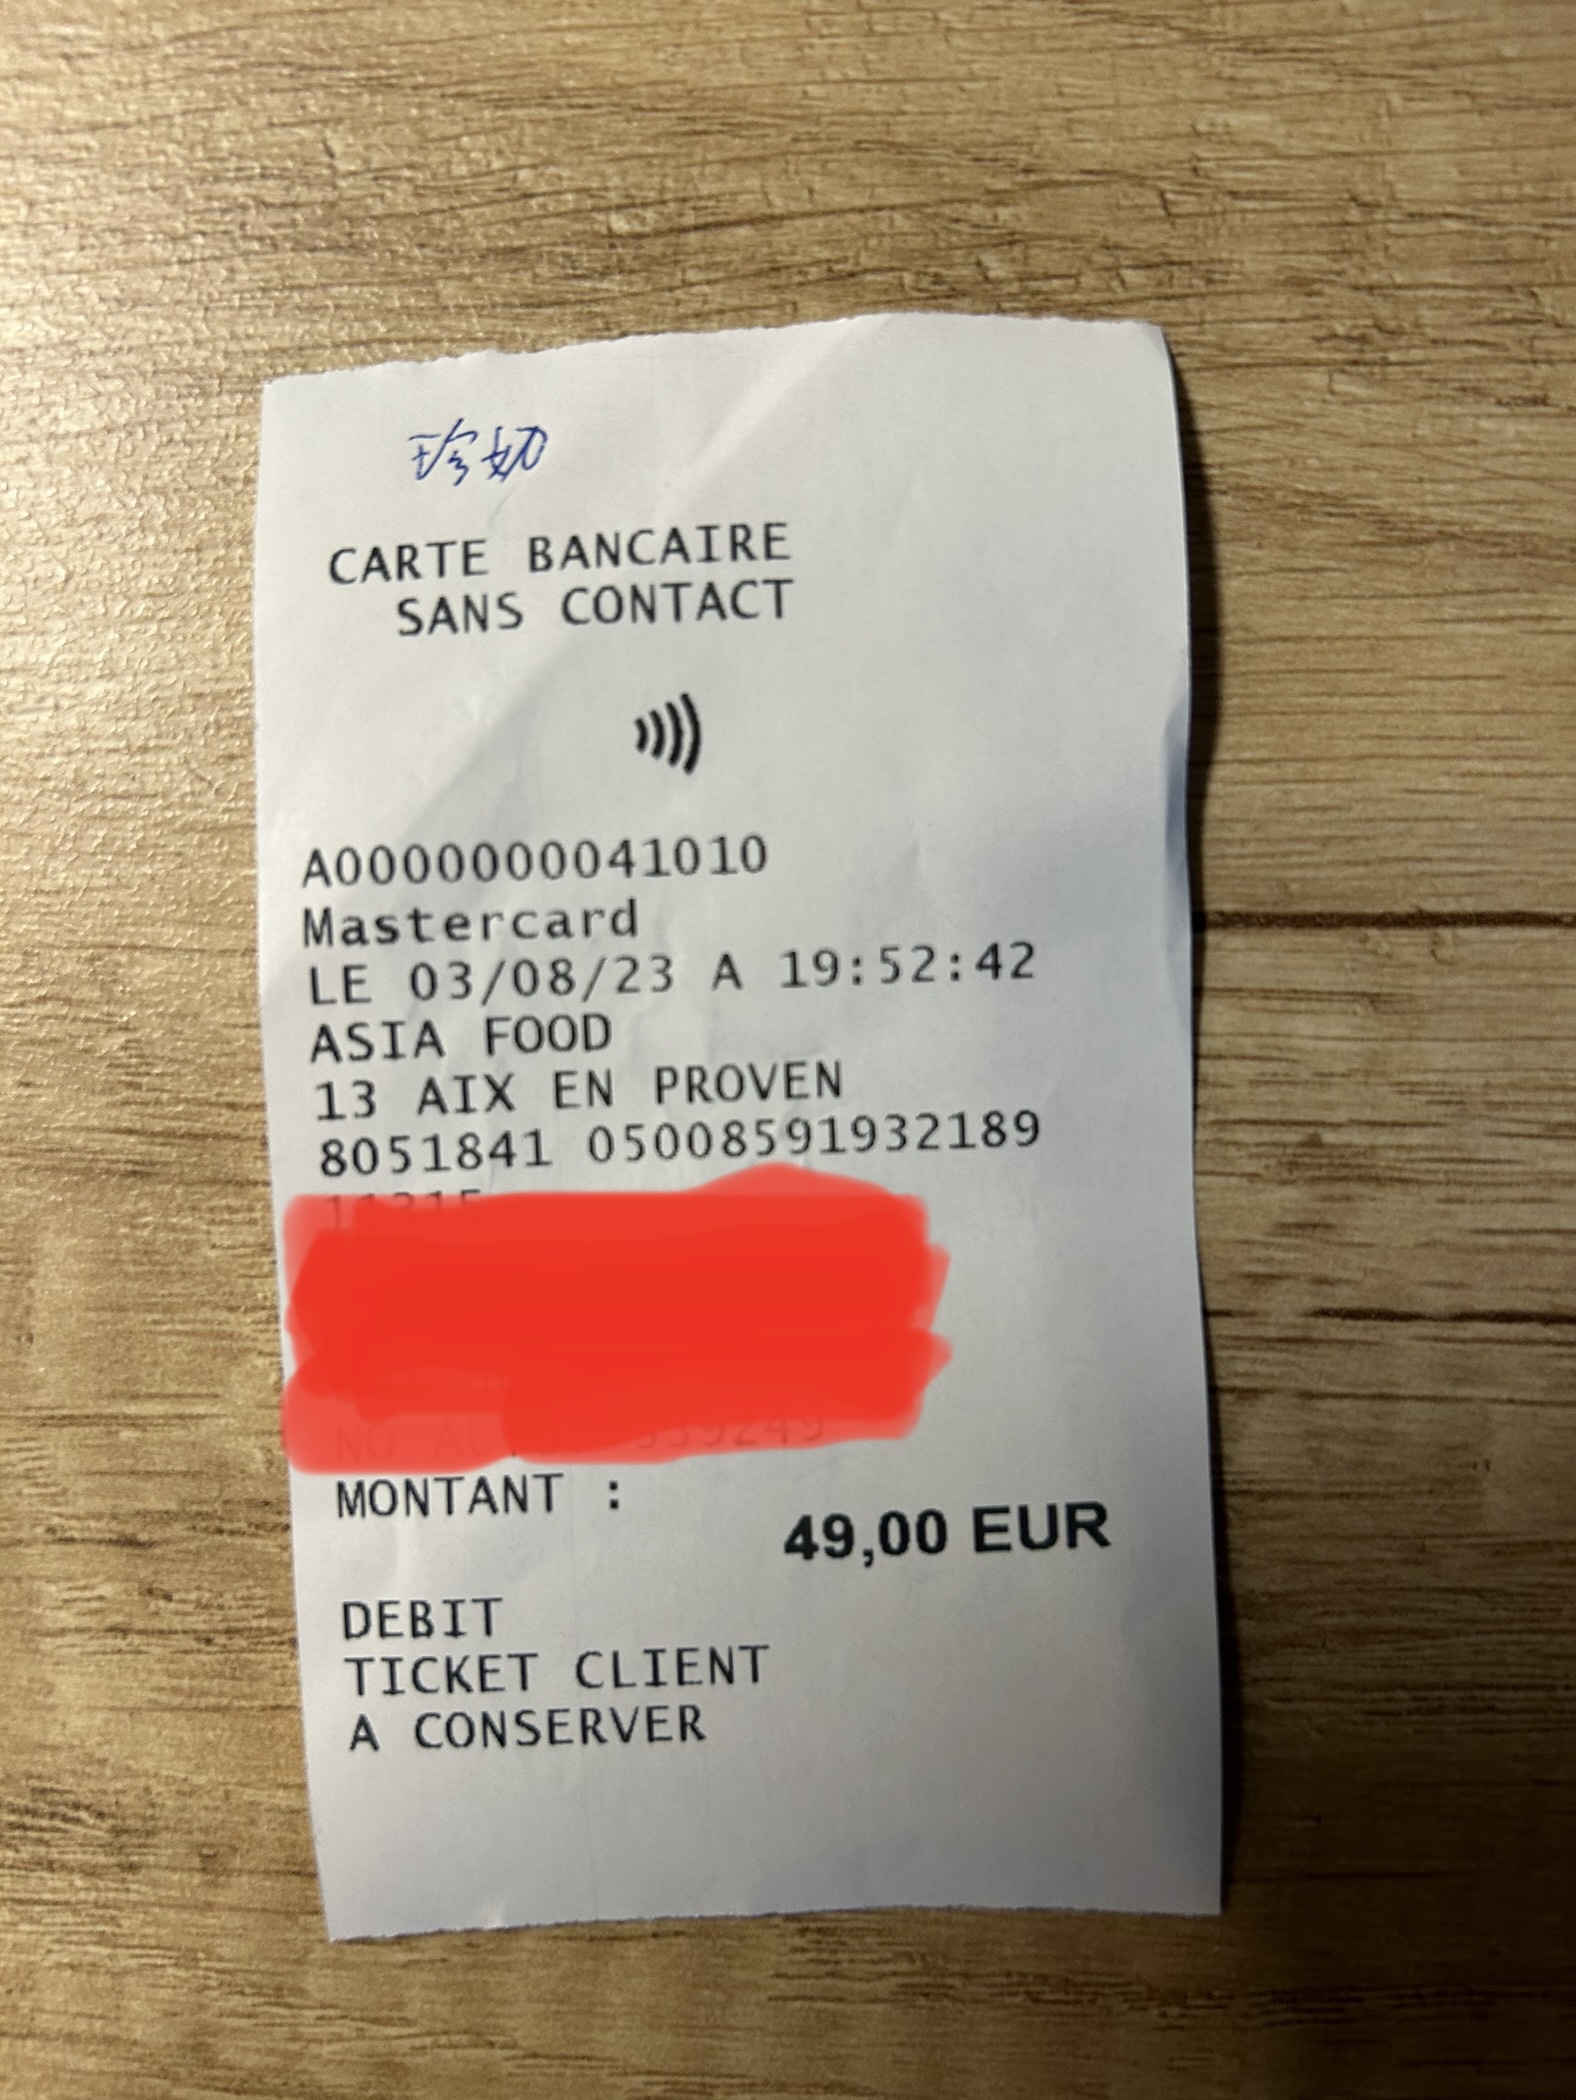 珍奶
CARTE BANCAIRE
SANS CONTACT
A0000000041010
Mastercard
LE 03/08/23 A 19:52:42
ASIA FOOD
13 AIX EN PROVEN
8051841 05008591932189
11315
MONTANT :
49,00 EUR
DEBIT
TICKET CLIENT
A CONSERVER